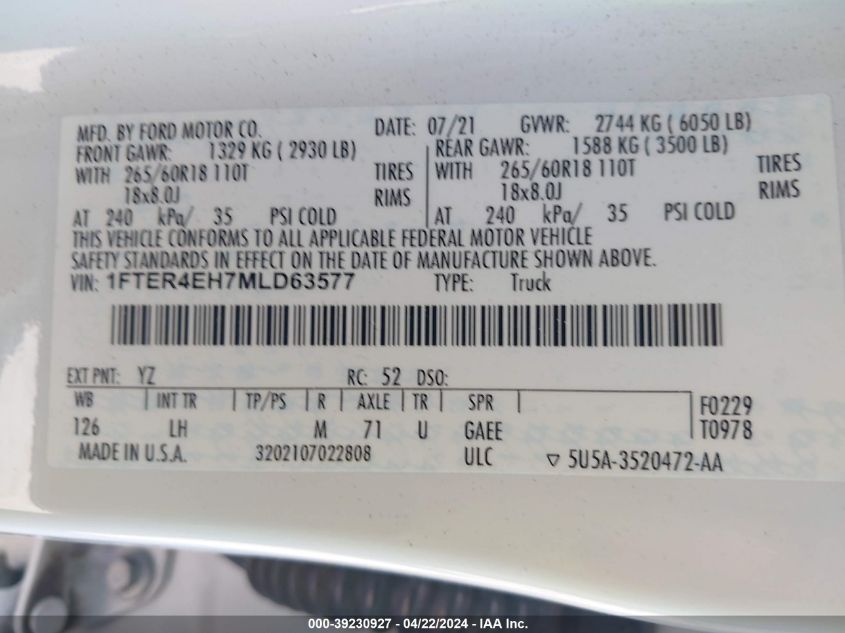 MFD. BY FORD MOTOR CO. DATE: 07/21 GVWR: 2744 KG ( 6050 LB)
FRONT GAWR: 1329 KG ( 2930 LB) REAR GAWR: 1588 KG ( 3500 LB)
WITH 265/60R18 110T TIRES WITH 265/60R18 110T TIRES
18x8.0J RIMS 18x8.0J RIMS
AT 240 kPa/ 35 PSI COLD AT 240 kPa/ 35 PSI COLD
THIS VEHICLE CONFORMS TO ALL APPLICABLE FEDERAL MOTOR VEHICLE
SAFETY STANDARDS IN EFFECT ON THE DATE OF MANUFACTURE SHOWN ABOVE.
VIN: 1FTER4EH7MLD63577 TYPE: Truck
EXT PNT: YZ RC: 52 DSO:
WB INT TR TP/PS R AXLE TR SPR F0229
126 LH M 71 U GAEE T0978
MADE IN U.S.A. 3202107022808 ULC ▽ 5U5A-3520472-AA
000-39230927 - 04/22/2024 - IAA Inc.